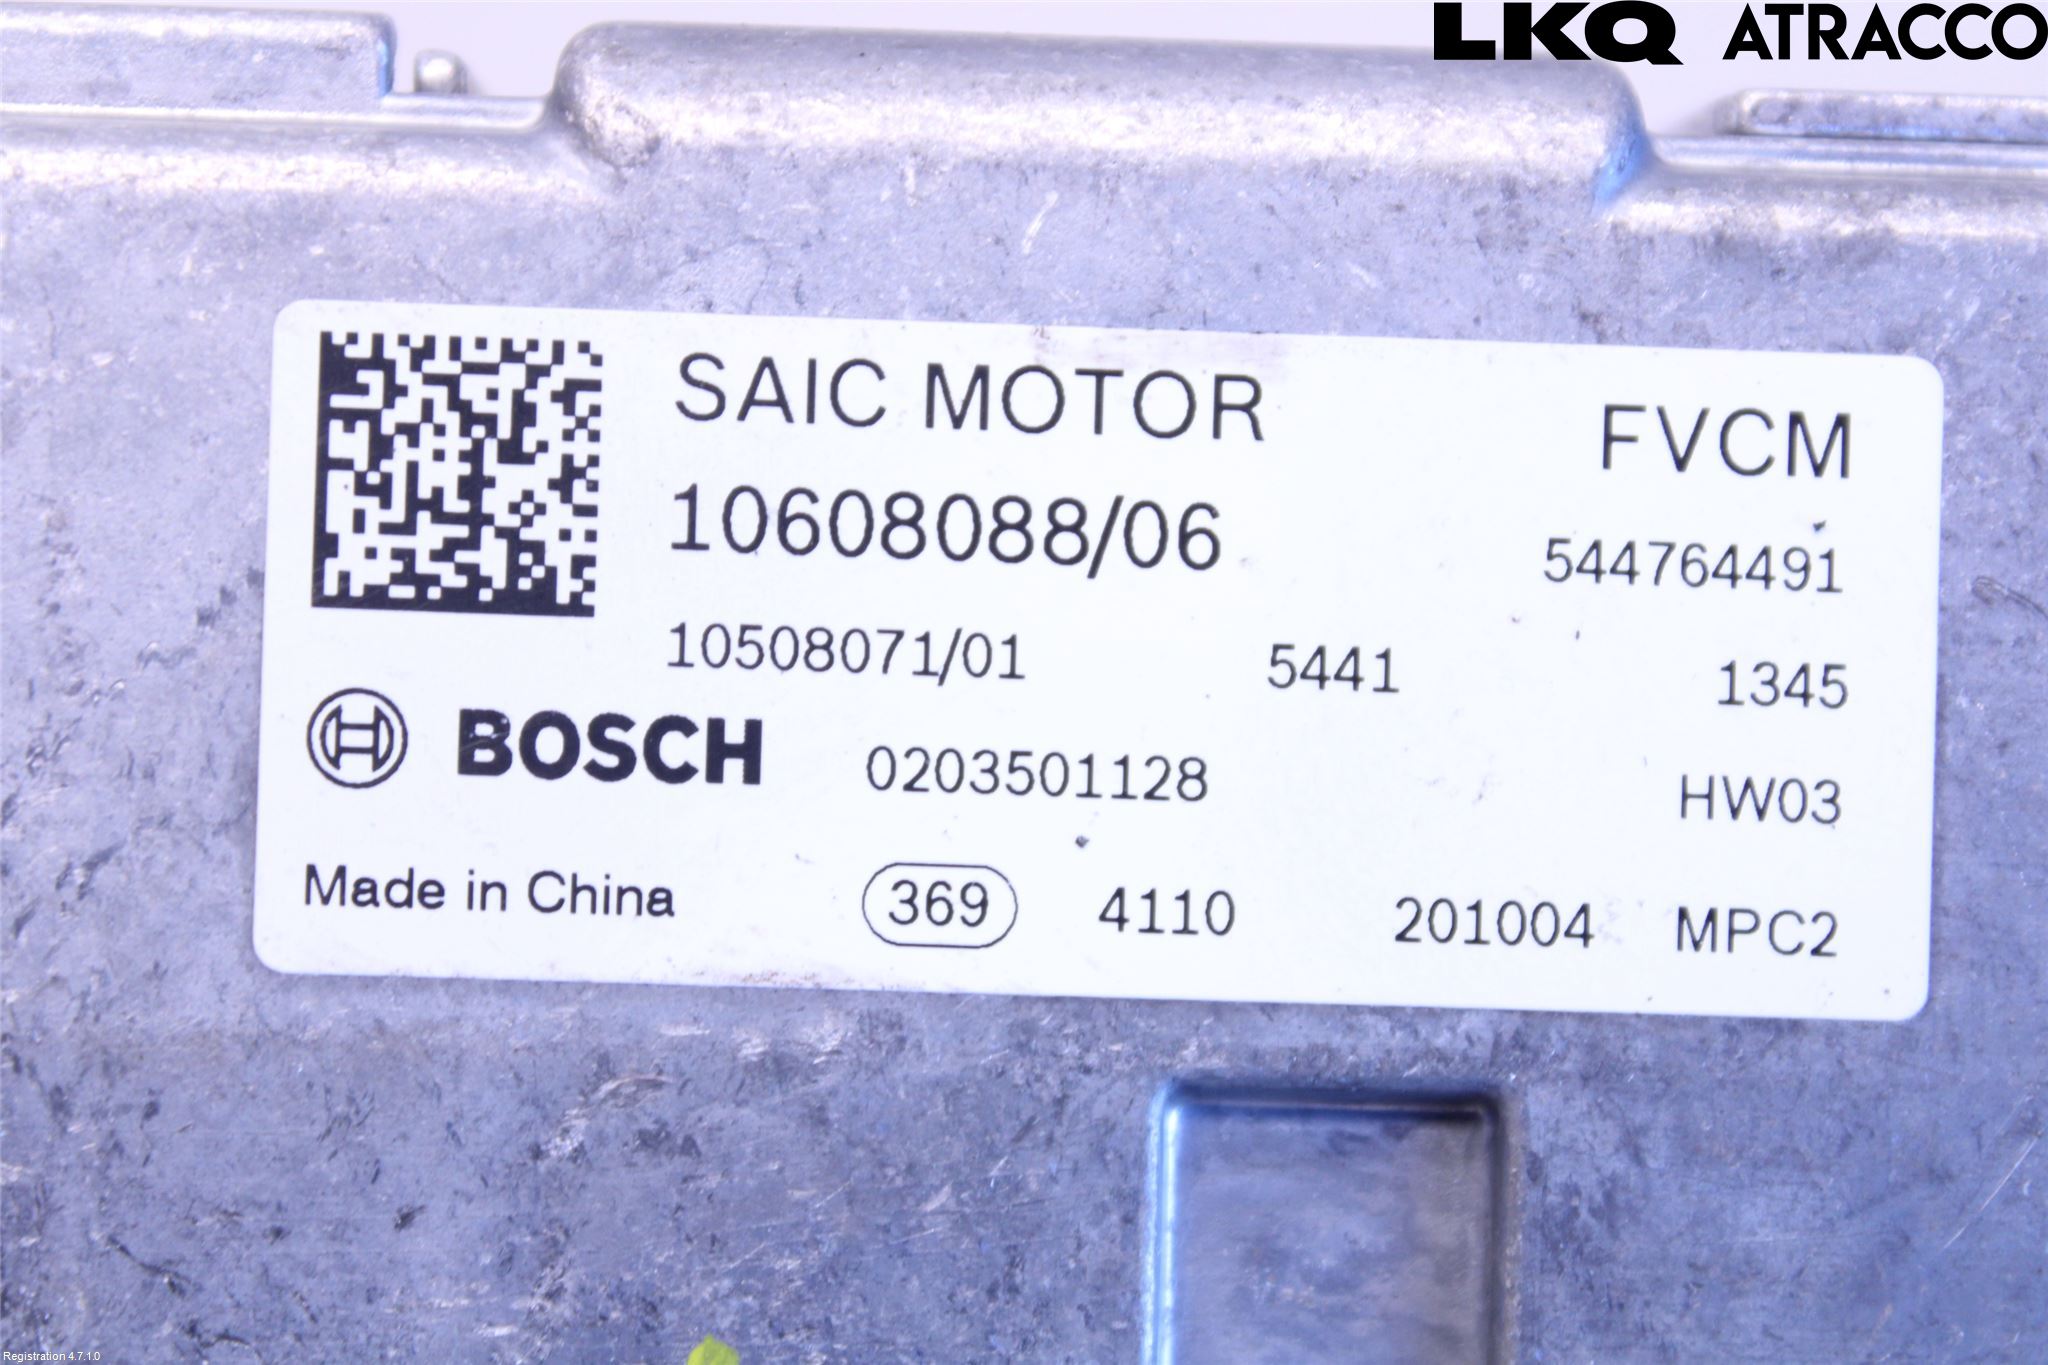 LKQ ATRACCO
SAIC MOTOR FVCM
10608088/06
544764491
10508071/01 5441 1345
BOSCH 0203501128 HW03
Made in China 369 4110 201004 MPC2
Registration 4.7.1.0